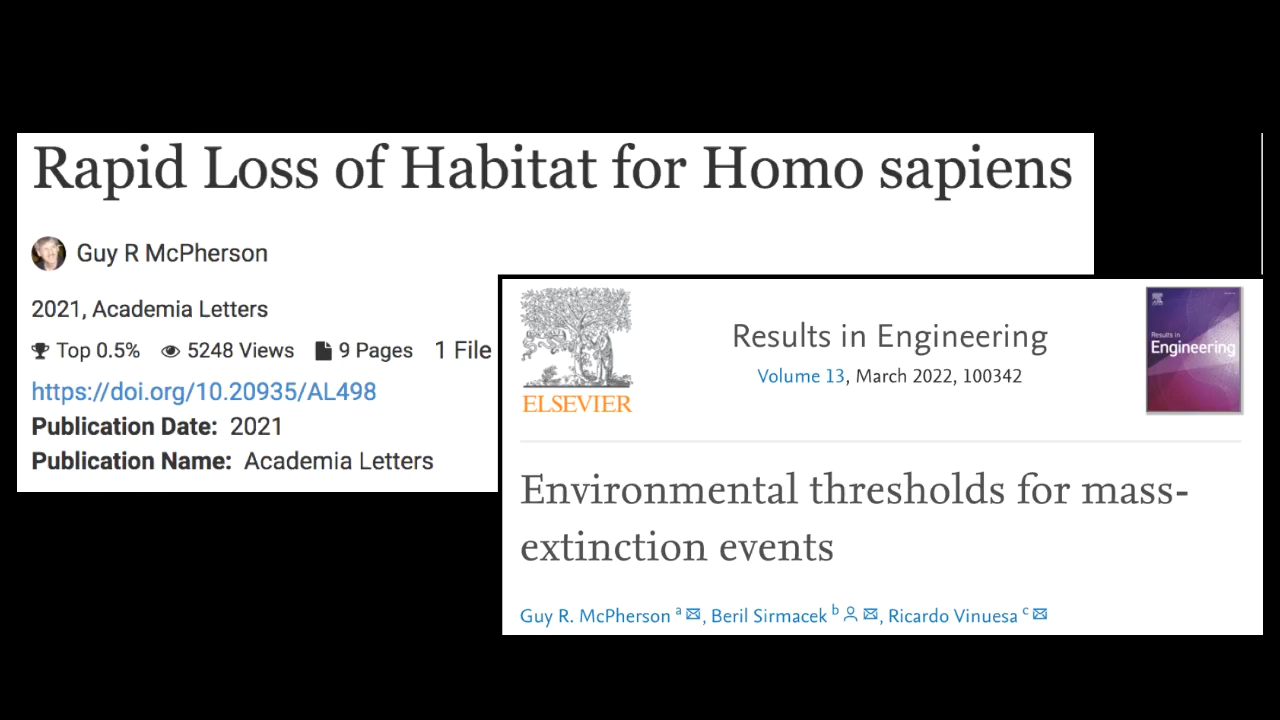 Rapid Loss of Habitat for Homo sapiens
Guy R McPherson
2021, Academia Letters
Top 0.5% 5248 Views 9 Pages 1 File
https://doi.org/10.20935/AL498
Publication Date: 2021
Publication Name: Academia Letters
ELSEVIER
Results in Engineering
Volume 13, March 2022, 100342
Results in
Engineering
Environmental thresholds for mass-
extinction events
Guy R. McPherson a, Beril Sirmacek b, Ricardo Vinuesa c